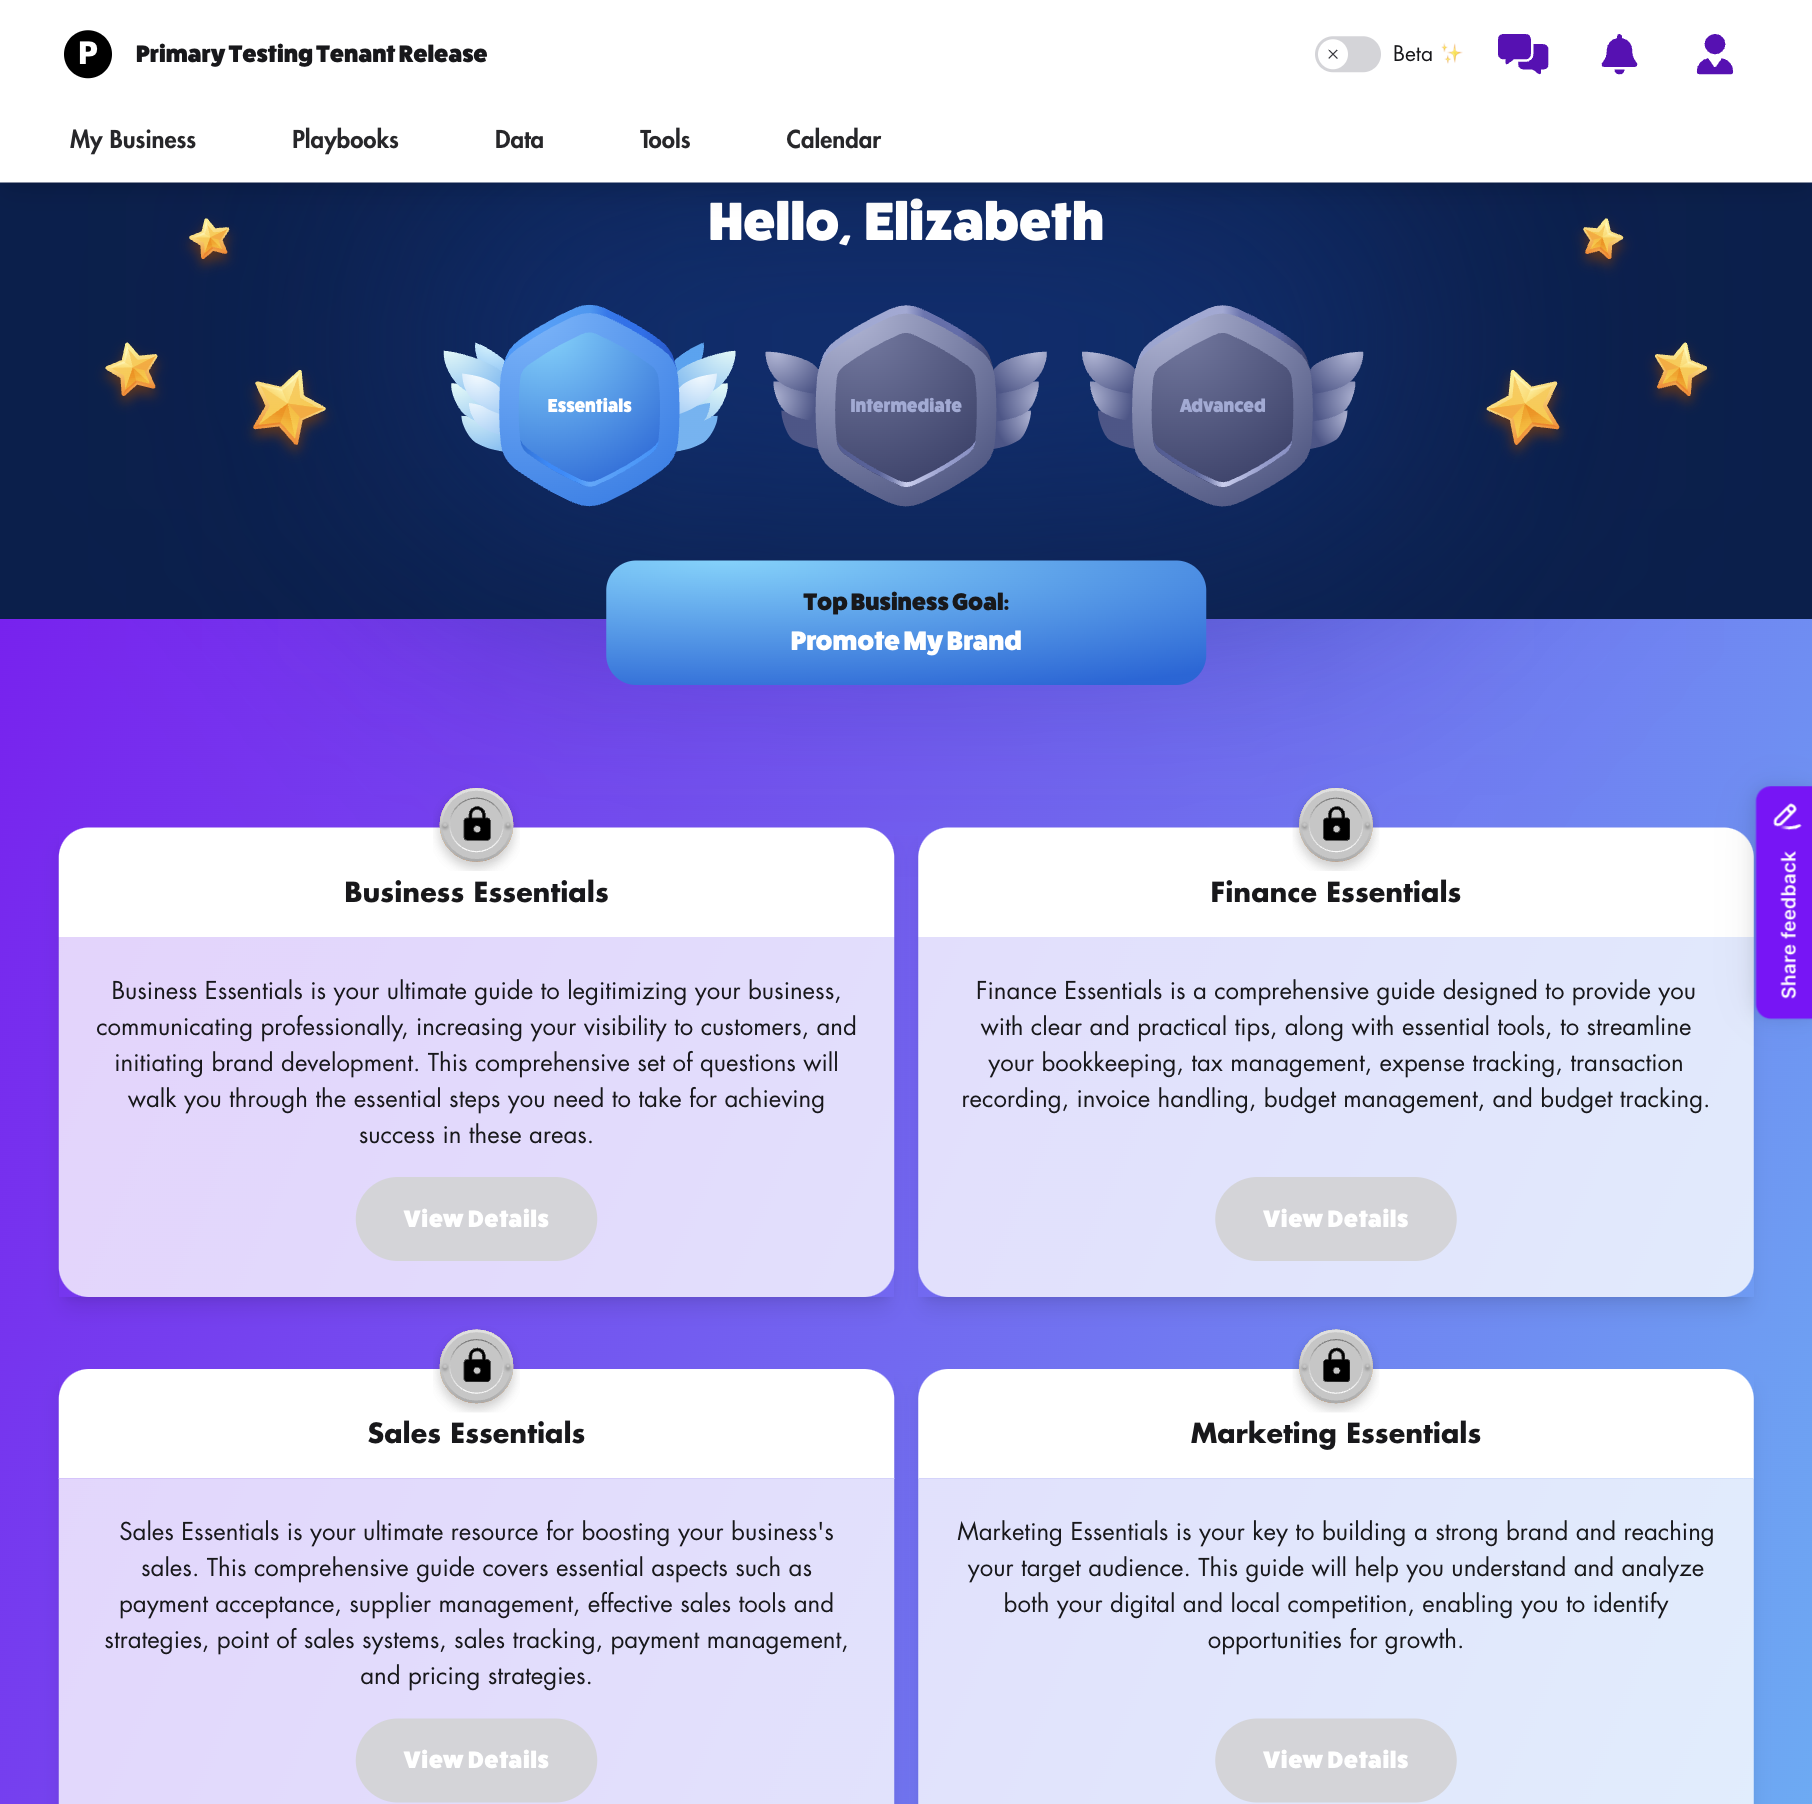 P
Primary Testing Tenant Release
Beta ✨
My Business
Playbooks
Data
Tools
Calendar
Hello, Elizabeth
Essentials
Intermediate
Advanced
Top Business Goal:
Promote My Brand
Share feedback
Business Essentials
Business Essentials is your ultimate guide to legitimizing your business,
communicating professionally, increasing your visibility to customers, and
initiating brand development. This comprehensive set of questions will
walk you through the essential steps you need to take for achieving
success in these areas.
View Details
Finance Essentials
Finance Essentials is a comprehensive guide designed to provide you
with clear and practical tips, along with essential tools, to streamline
your bookkeeping, tax management, expense tracking, transaction
recording, invoice handling, budget management, and budget tracking.
View Details
Sales Essentials
Sales Essentials is your ultimate resource for boosting your business's
sales. This comprehensive guide covers essential aspects such as
payment acceptance, supplier management, effective sales tools and
strategies, point of sales systems, sales tracking, payment management,
and pricing strategies.
View Details
Marketing Essentials
Marketing Essentials is your key to building a strong brand and reaching
your target audience. This guide will help you understand and analyze
both your digital and local competition, enabling you to identify
opportunities for growth.
View Details